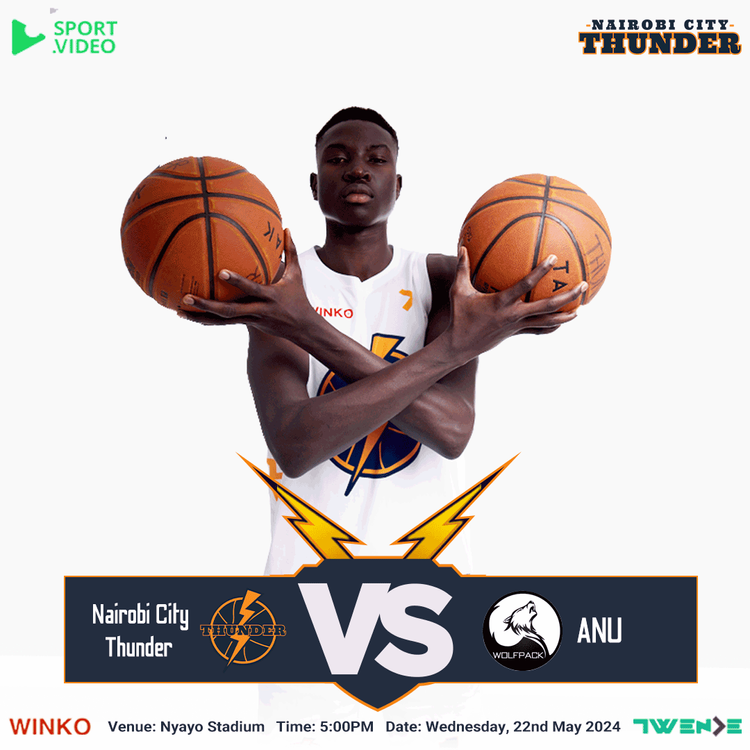 SPORT
.VIDEO
-NAIROBI CITY-
THUNDER
WINKO
TA
Nairobi City
Thunder
THUNDER
VS
WOLFPACK
ANU
WINKO
Venue: Nyayo Stadium Time: 5:00PM Date: Wednesday, 22nd May 2024
TWENDE